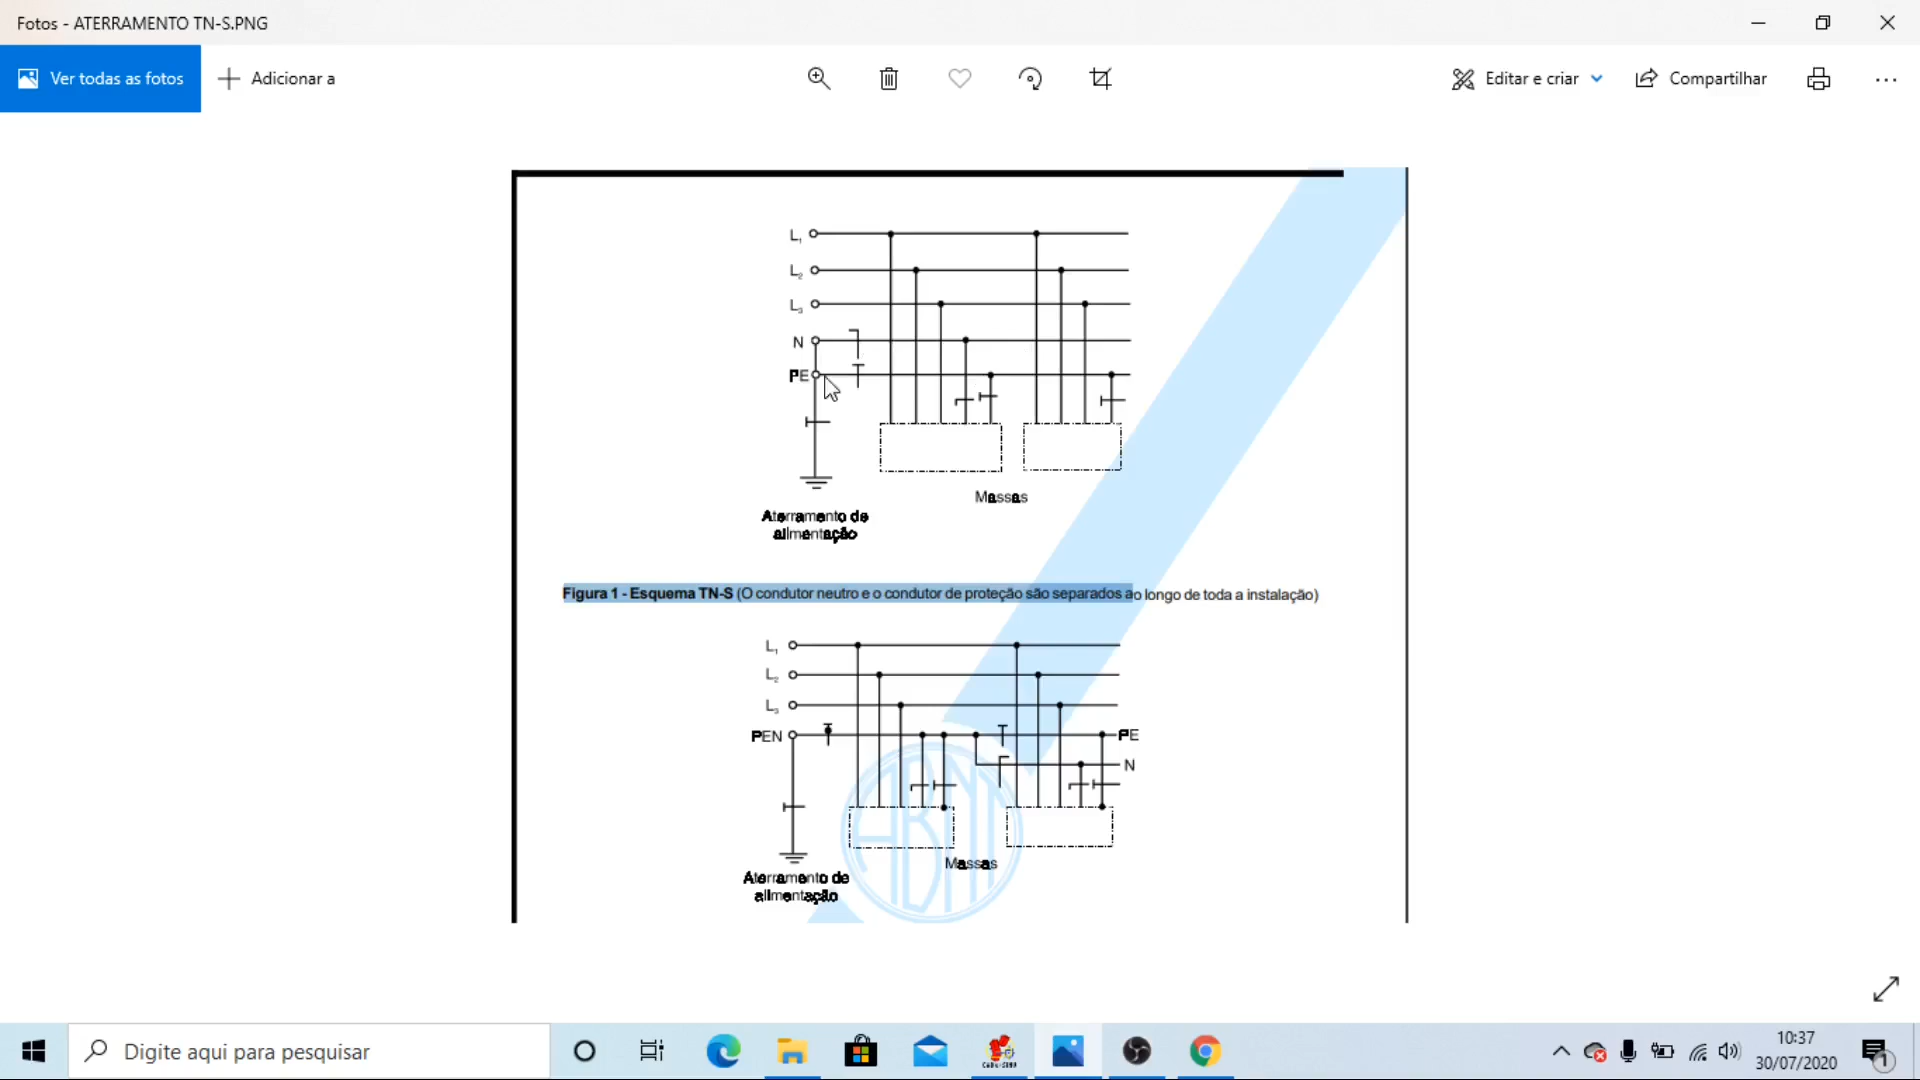 Fotos - ATERRAMENTO TN-S.PNG
Ver todas as fotos
Adicionar a
Editar e criar
Compartilhar
L1
L2
L3
N
PE
Massas
Aterramento de
alimentação
Figura 1 - Esquema TN-S (O condutor neutro e o condutor de proteção são separados ao longo de toda a instalação)
L1
L2
L3
PEN
PE
N
Massas
Aterramento de
alimentação
ABNT
Digite aqui para pesquisar
10:37
30/07/2020
1